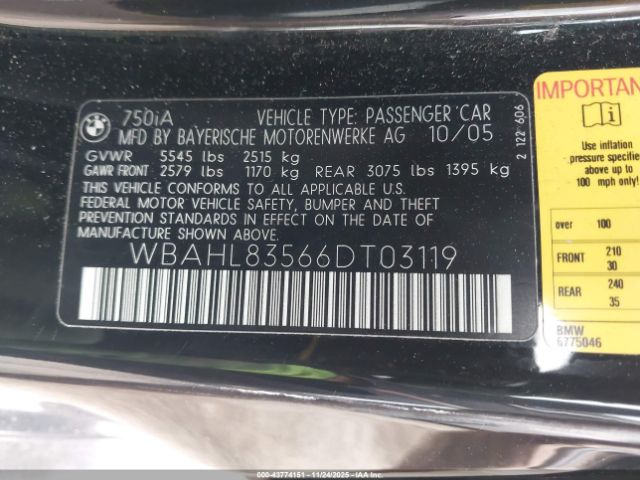 BMW
750iA VEHICLE TYPE: PASSENGER CAR
MFD BY BAYERISCHE MOTORENWERKE AG 10/05
GVWR 5545 lbs 2515 kg
GAWR FRONT 2579 lbs 1170 kg REAR 3075 lbs 1395 kg
THIS VEHICLE CONFORMS TO ALL APPLICABLE U.S.
FEDERAL MOTOR VEHICLE SAFETY, BUMPER AND THEFT
PREVENTION STANDARDS IN EFFECT ON THE DATE OF
MANUFACTURE SHOWN ABOVE.
WBAHL83566DT03119
2 122 606
IMPORTAN
Use inflation
pressure specified
above up to
100 mph only!
over 100
FRONT 210
30
REAR 240
35
BMW
6775046
000-43774151 - 11/24/2025 - IAAI